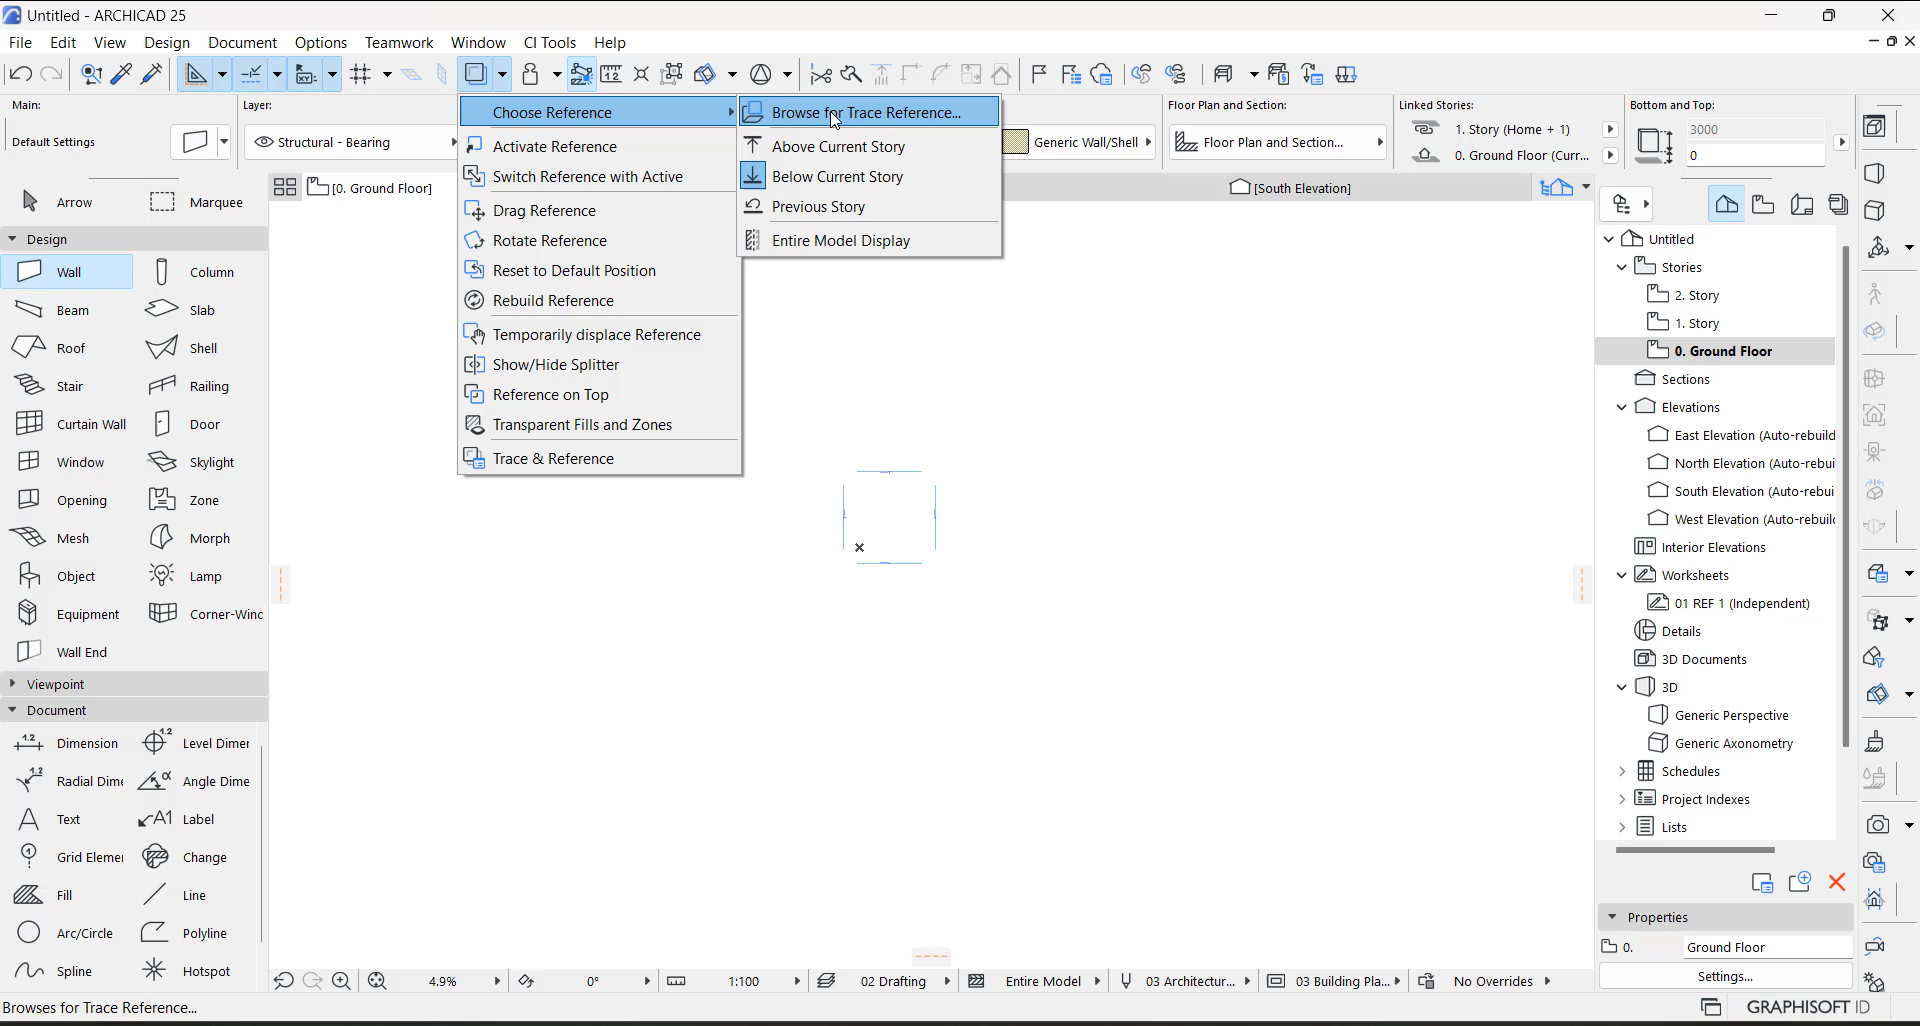 Untitled - ARCHICAD 25
File Edit View Design Document Options Teamwork Window CI Tools Help
Main:
Default Settings
Layer:
Structural - Bearing
Generic Wall/Shell
Floor Plan and Section:
Floor Plan and Section...
Linked Stories:
1. Story (Home + 1)
0. Ground Floor (Curr...
Bottom and Top:
3000
0
[0. Ground Floor]
[South Elevation]
Choose Reference
Activate Reference
Switch Reference with Active
Drag Reference
Rotate Reference
Reset to Default Position
Rebuild Reference
Temporarily displace Reference
Show/Hide Splitter
Reference on Top
Transparent Fills and Zones
Trace & Reference
Browse for Trace Reference...
Above Current Story
Below Current Story
Previous Story
Entire Model Display
Arrow Marquee
Design
Wall Column
Beam Slab
Roof Shell
Stair Railing
Curtain Wall Door
Window Skylight
Opening Zone
Mesh Morph
Object Lamp
Equipment Corner-Winc
Wall End
Viewpoint
Document
Dimension Level Dimer
Radial Dime Angle Dime
Text Label
Grid Elemer Change
Fill Line
Arc/Circle Polyline
Spline Hotspot
Untitled
Stories
2. Story
1. Story
0. Ground Floor
Sections
Elevations
East Elevation (Auto-rebuild
North Elevation (Auto-rebui
South Elevation (Auto-rebui
West Elevation (Auto-rebuild
Interior Elevations
Worksheets
01 REF 1 (Independent)
Details
3D Documents
3D
Generic Perspective
Generic Axonometry
Schedules
Project Indexes
Lists
Properties
0. Ground Floor
Settings...
4.9% 0° 1:100 02 Drafting Entire Model 03 Architectur... 03 Building Pla... No Overrides
Browses for Trace Reference...
GRAPHISOFT ID